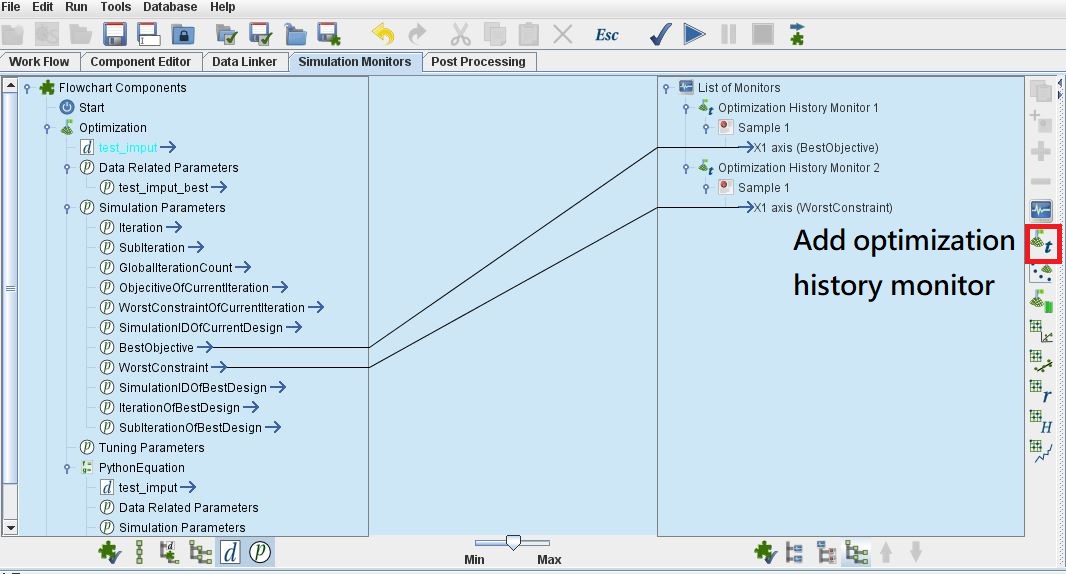 File Edit Run Tools Database Help
Esc
Work Flow Component Editor Data Linker Simulation Monitors Post Processing
Flowchart Components
Start
Optimization
d test_imput
p Data Related Parameters
p test_imput_best
p Simulation Parameters
p Iteration
p SubIteration
p GlobalIterationCount
p ObjecitiveOfCurrentIteration
p WorstConstraintOfCurrentIteration
p SimulationIDOfCurrentDesign
p BestObjective
p WorstConstraint
p SimulationIDOfBestDesign
p IterationOfBestDesign
p SubIterationOfBestDesign
p Tuning Parameters
PythonEquation
d test_imput
p Data Related Parameters
p Simulation Parameters
List of Monitors
t Optimization History Monitor 1
Sample 1
X1 axis (BestObjective)
t Optimization History Monitor 2
Sample 1
X1 axis (WorstConstraint)
Add optimization
history monitor
t
r
H
d p
Min Max